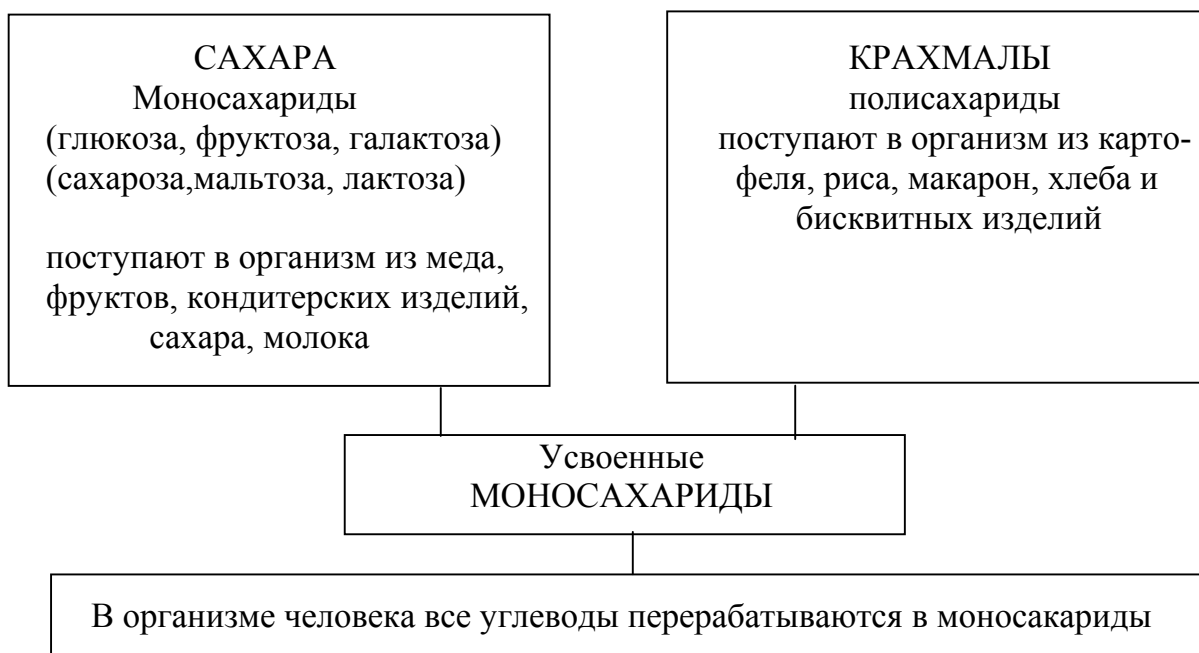 САХАРА
Моносахариды
(глюкоза, фруктоза, галактоза)
(сахароза,мальтоза, лактоза)
поступают в организм из меда,
фруктов, кондитерских изделий,
сахара, молока
КРАХМАЛЫ
полисахариды
поступают в организм из карто-
феля, риса, макарон, хлеба и
бисквитных изделий
Усвоенные
МОНОСАХАРИДЫ
В организме человека все углеводы перерабатываются в моносакариды